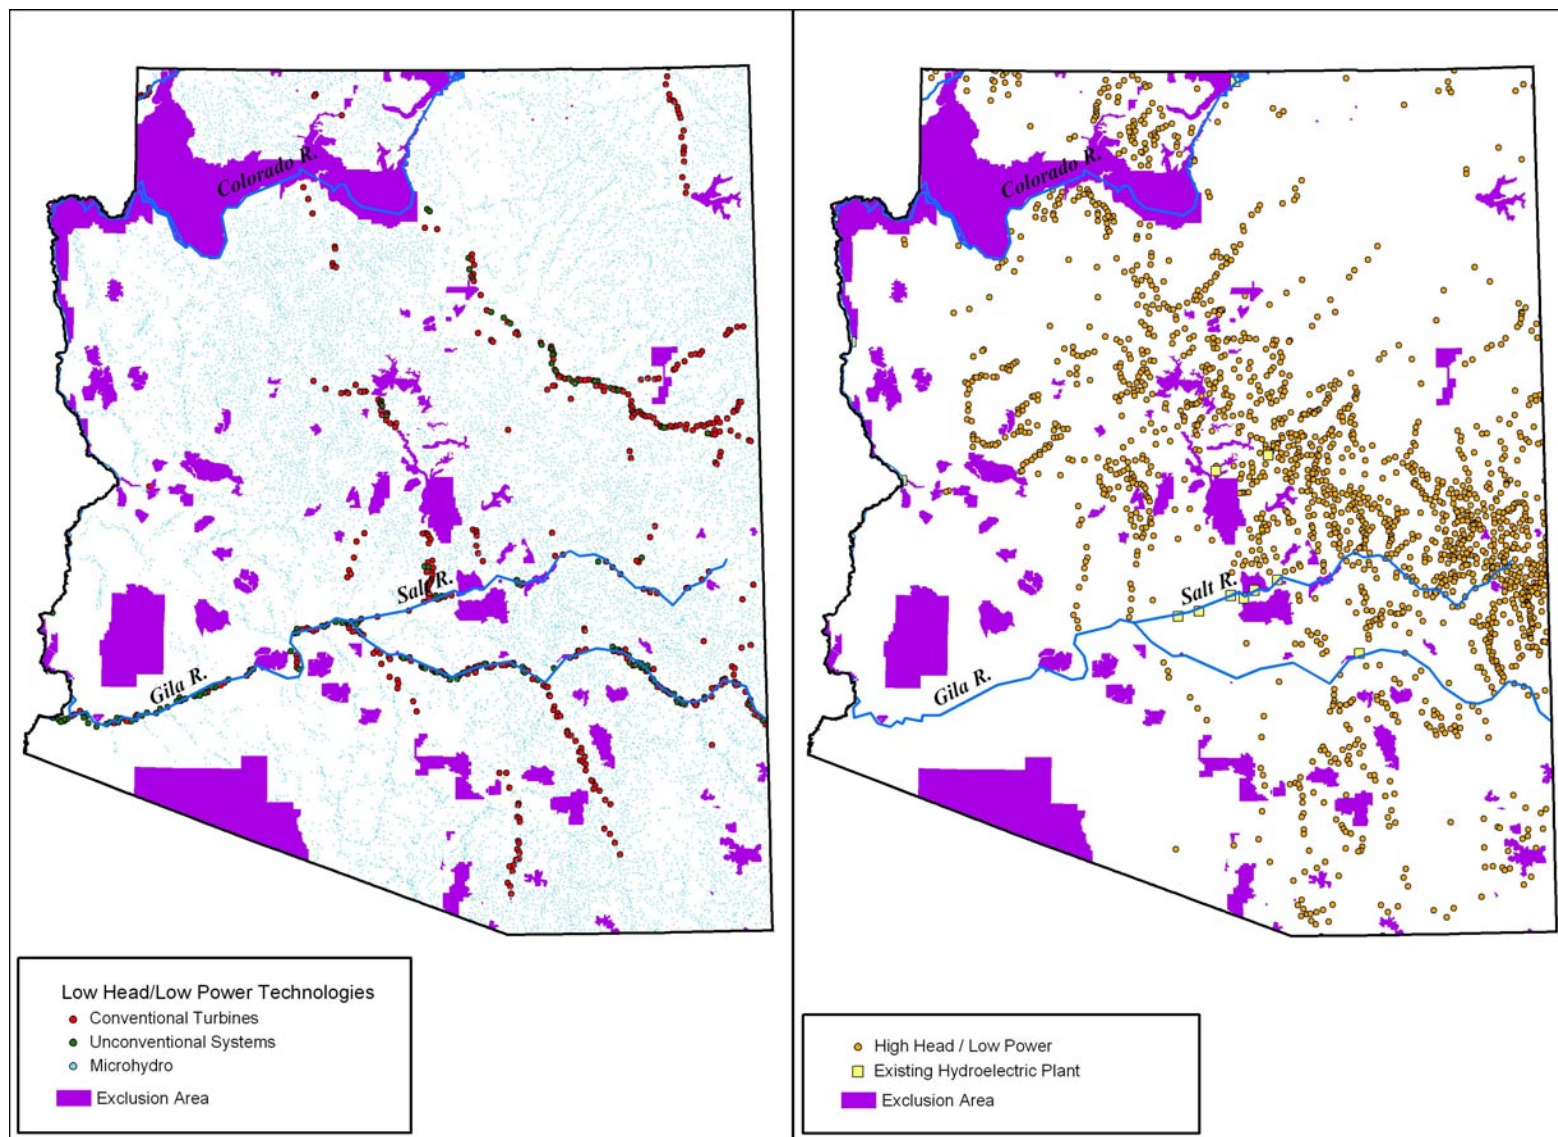 Colorado R.
Salt R.
Gila R.
Low Head/Low Power Technologies
Conventional Turbines
Unconventional Systems
Microhydro
Exclusion Area
Colorado R.
Salt R.
Gila R.
High Head / Low Power
Existing Hydroelectric Plant
Exclusion Area